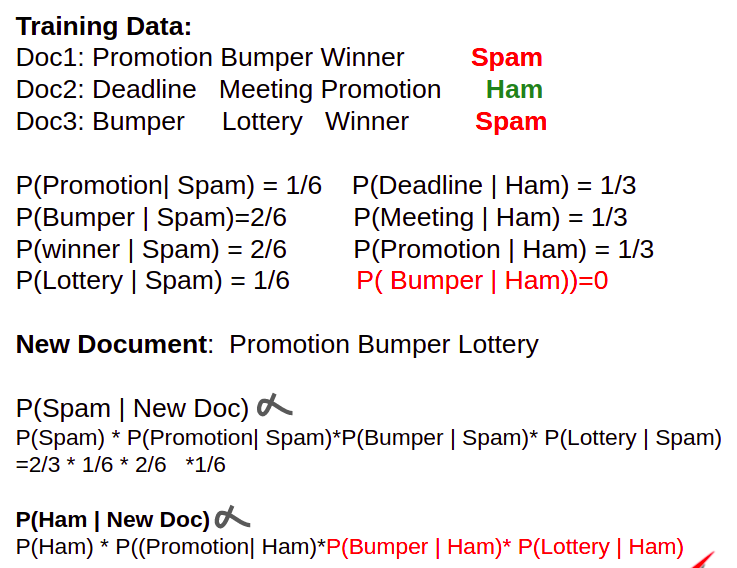 Training Data:
Doc1: Promotion Bumper Winner Spam
Doc2: Deadline Meeting Promotion Ham
Doc3: Bumper Lottery Winner Spam
P(Promotion| Spam) = 1/6 P(Deadline | Ham) = 1/3
P(Bumper | Spam)=2/6 P(Meeting | Ham) = 1/3
P(winner | Spam) = 2/6 P(Promotion | Ham) = 1/3
P(Lottery | Spam) = 1/6 P( Bumper | Ham))=0
New Document: Promotion Bumper Lottery
P(Spam | New Doc) ∝
P(Spam) * P(Promotion| Spam)*P(Bumper | Spam)* P(Lottery | Spam)
=2/3 * 1/6 * 2/6 *1/6
P(Ham | New Doc) ∝
P(Ham) * P((Promotion| Ham)*P(Bumper | Ham)* P(Lottery | Ham)